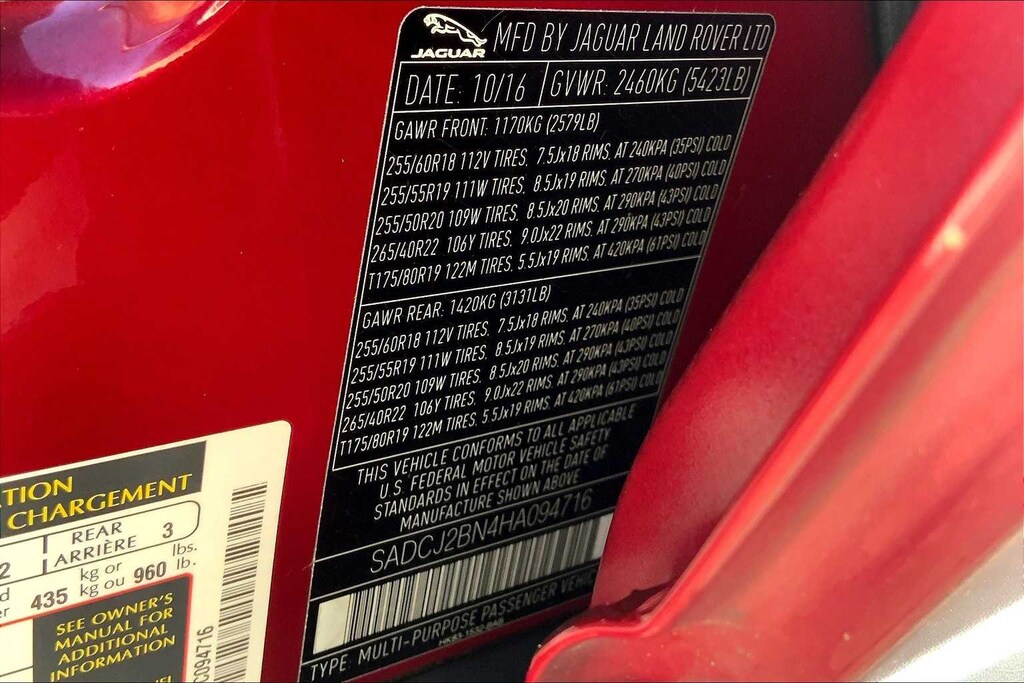 JAGUAR
MFD BY JAGUAR LAND ROVER LTD
DATE: 10/16 GVWR: 2460KG (5423LB)
GAWR FRONT: 1170KG (2579LB)
255/60R18 112V TIRES, 7.5Jx18 RIMS, AT 240KPA (35PSI) COLD
255/55R19 111W TIRES, 8.5Jx19 RIMS, AT 270KPA (40PSI) COLD
255/50R20 109W TIRES, 8.5Jx20 RIMS, AT 290KPA (43PSI) COLD
265/40R22 106Y TIRES, 9.0Jx22 RIMS, AT 290KPA (43PSI) COLD
T175/80R19 122M TIRES, 5.5Jx19 RIMS, AT 420KPA (61PSI) COLD
GAWR REAR: 1420KG (3131LB)
255/60R18 112V TIRES, 7.5Jx18 RIMS, AT 240KPA (35PSI) COLD
255/55R19 111W TIRES, 8.5Jx19 RIMS, AT 270KPA (40PSI) COLD
255/50R20 109W TIRES, 8.5Jx20 RIMS, AT 290KPA (43PSI) COLD
265/40R22 106Y TIRES, 9.0Jx22 RIMS, AT 290KPA (43PSI) COLD
T175/80R19 122M TIRES, 5.5Jx19 RIMS, AT 420KPA (61PSI) COLD
THIS VEHICLE CONFORMS TO ALL APPLICABLE
U.S. FEDERAL MOTOR VEHICLE SAFETY
STANDARDS IN EFFECT ON THE DATE OF
MANUFACTURE SHOWN ABOVE
SADCJ2BN4HA094716
TYPE: MULTI-PURPOSE PASSENGER VEHIC
TION
CHARGEMENT
2 REAR 3
ARRIÈRE
435 kg or 960 lbs.
kg ou lb.
SEE OWNER'S
MANUAL FOR
ADDITIONAL
INFORMATION
C094716